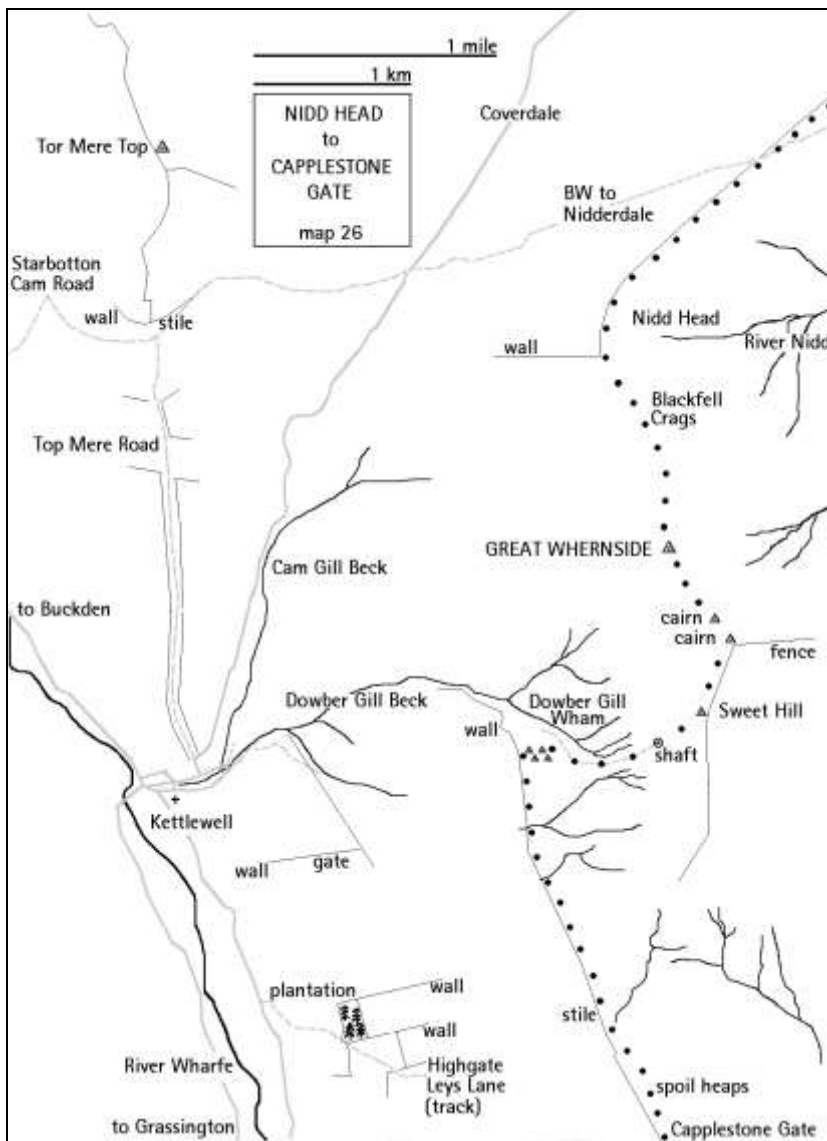 1 mile
1 km
NIDD HEAD
to
CAPPLESTONE
GATE
map 26
Coverdale
Tor Mere Top
BW to
Nidderdale
Starbotton
Cam Road
wall
stile
Nidd Head
River Nidd
wall
Blackfell
Crags
Top Mere Road
GREAT WHERNSIDE
Cam Gill Beck
to Buckden
cairn
cairn
fence
Dowber Gill Beck
Dowber Gill
Wham
Sweet Hill
wall
shaft
Kettlewell
wall
gate
plantation
wall
wall
stile
River Wharfe
Highgate
Leys Lane
(track)
spoil heaps
to Grassington
Capplestone Gate